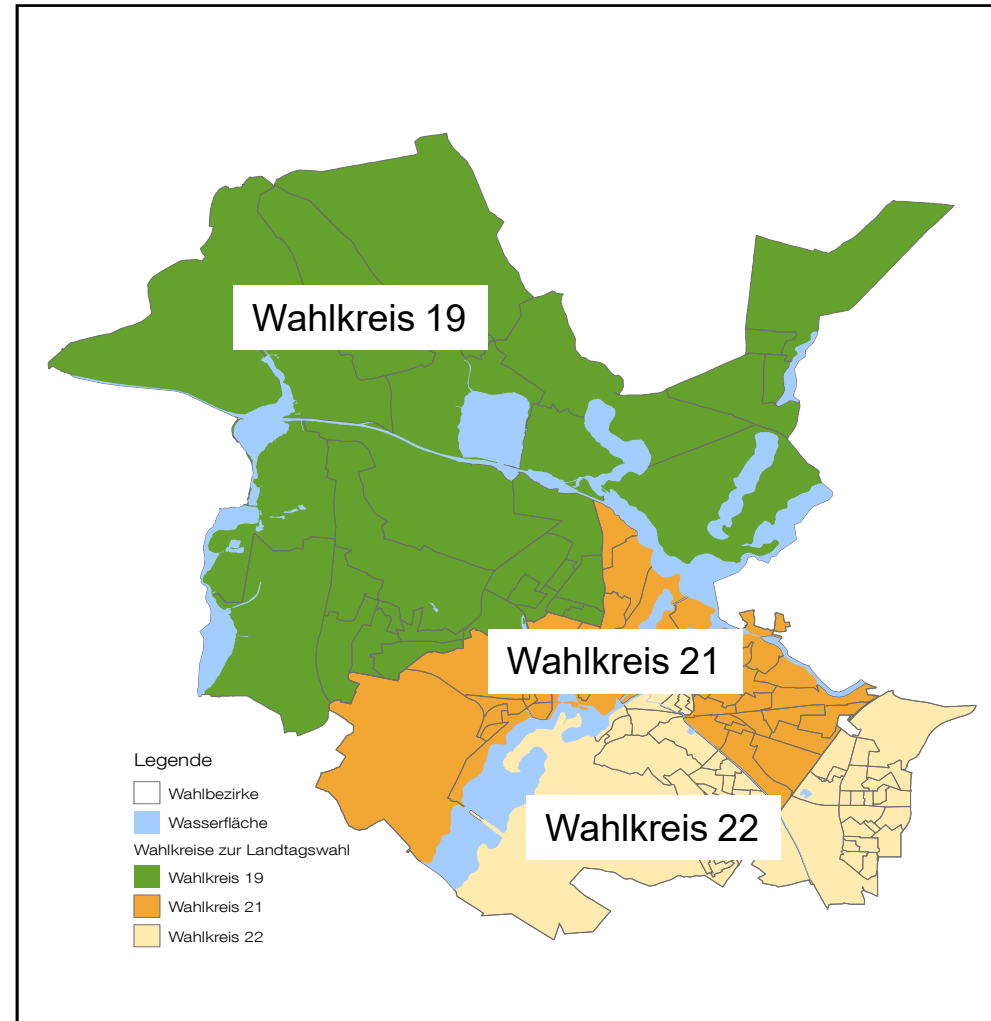 Wahlkreis 19
Wahlkreis 21
Wahlkreis 22
Legende
Wahlbezirke
Wasserfläche
Wahlkreise zur Landtagswahl
Wahlkreis 19
Wahlkreis 21
Wahlkreis 22